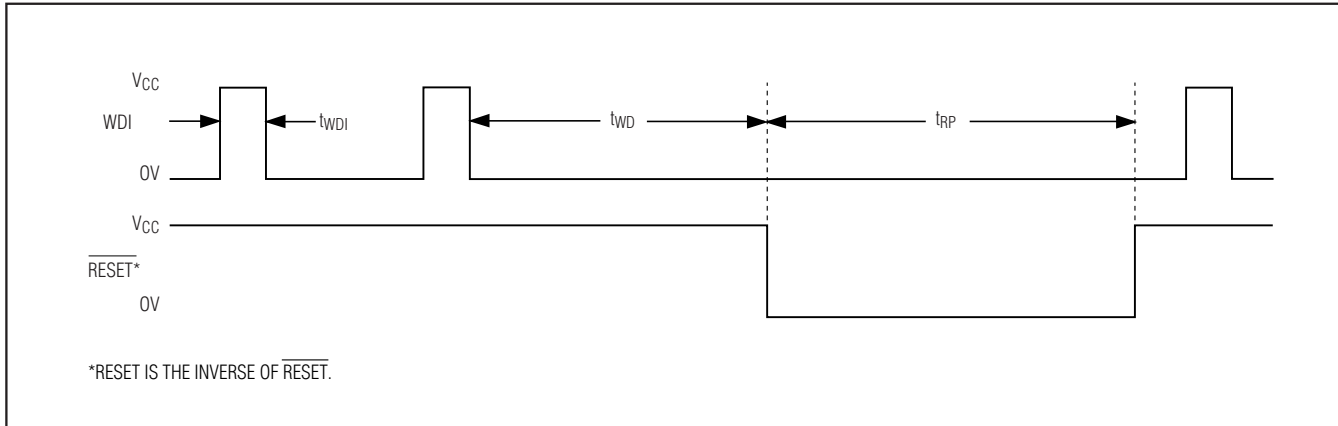 VCC
WDI tWDI tWD tRP
0V
VCC
RESET*
0V
*RESET IS THE INVERSE OF RESET.